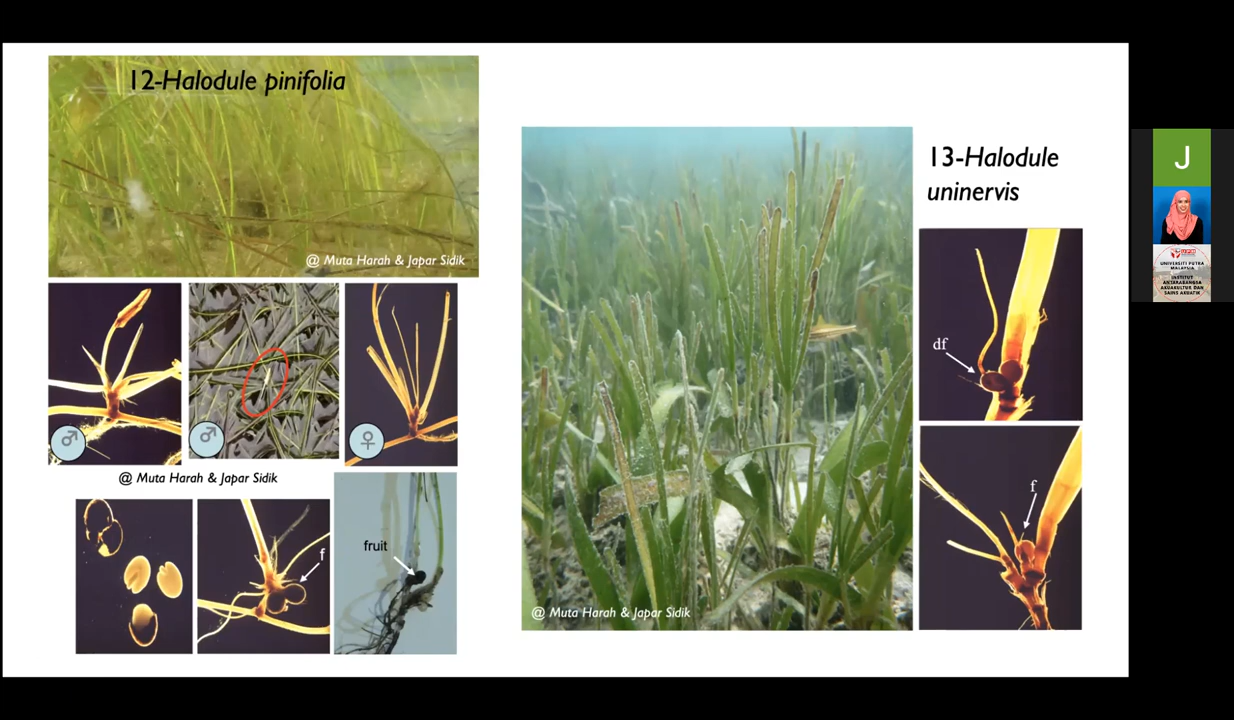 12-Halodule pinifolia
@ Muta Harah & Japar Sidik
♂
♂
♀
@ Muta Harah & Japar Sidik
f
fruit
@ Muta Harah & Japar Sidik
13-Halodule
uninervis
df
f
J
UNIVERSITI PUTRA
MALAYSIA
INSTITUT
ANTARABANGSA
AKUAKULTUR DAN
SAINS AKUATIK